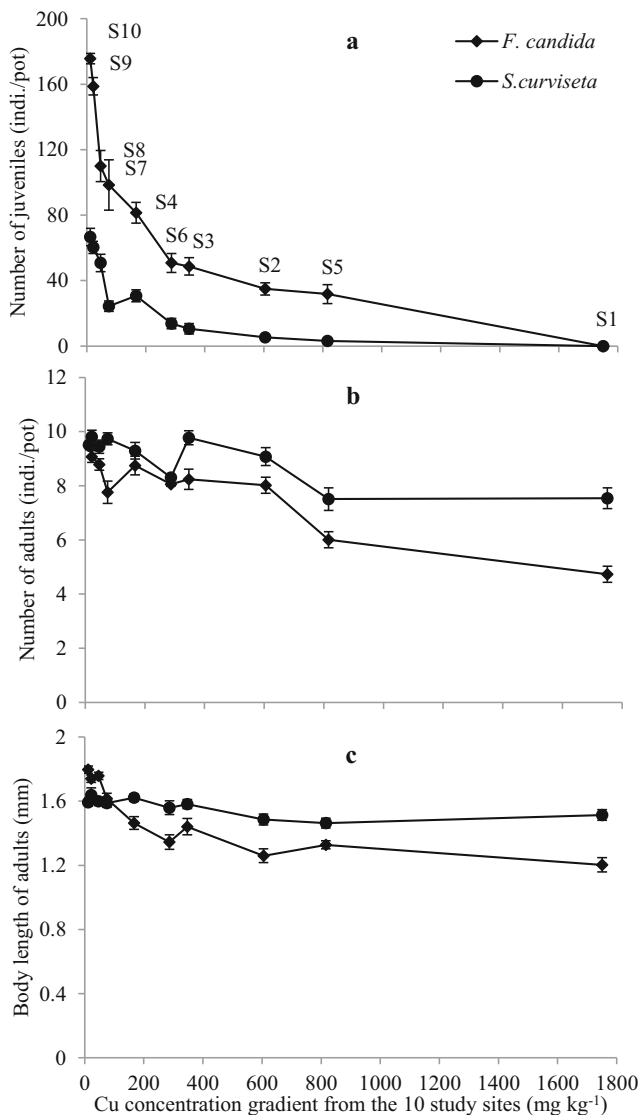 a
F. candida
S.curviseta
Number of juveniles (indi./pot)
200
160
120
80
40
0
S10
S9
S8
S7
S4
S6
S3
S2
S5
S1
b
Number of adults (indi./pot)
12
10
8
6
4
2
0
c
Body length of adults (mm)
2
1.6
1.2
0.8
0.4
0
0 200 400 600 800 1000 1200 1400 1600 1800
Cu concentration gradient from the 10 study sites (mg kg-1)